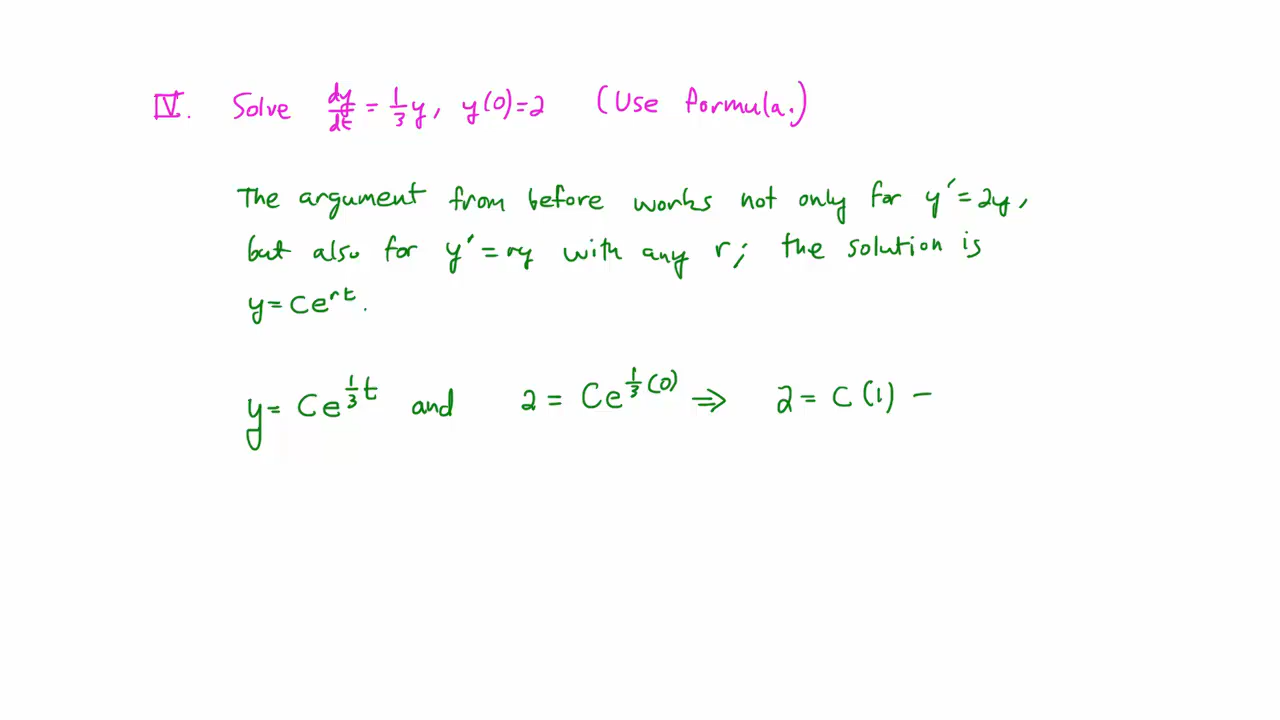 IV. Solve dy/dt = 1/3 y, y(0)=2 (Use formula.)
The argument from before works not only for y'=2y,
but also for y'=ry with any r; the solution is
y=Ce^{rt}.
y= Ce^{1/3 t} and 2 = Ce^{1/3 (0)} ⇒ 2= C(1) –